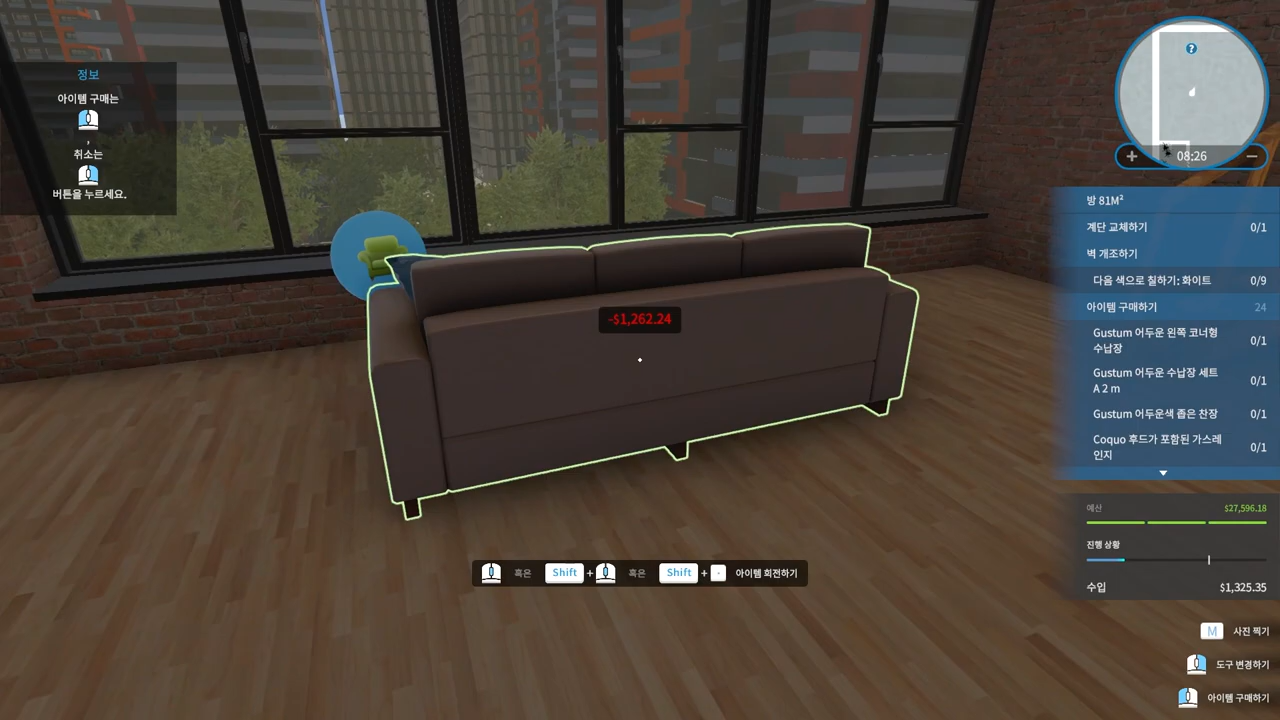 정보
아이템 구매는
,
취소는
버튼을 누르세요.
?
+ 08:26 −
방 81M²
계단 교체하기 0/1
벽 개조하기
다음 색으로 칠하기: 화이트 0/9
아이템 구매하기 24
Gustum 어두운 왼쪽 코너형
수납장 0/1
Gustum 어두운 수납장 세트
A 2 m 0/1
Gustum 어두운색 좁은 찬장 0/1
Coquo 후드가 포함된 가스레
인지 0/1
-$1,262.24
예산 $27,596.18
진행 상황
수입 $1,325.35
혹은 Shift + 혹은 Shift + - 아이템 회전하기
M 사진 찍기
도구 변경하기
아이템 구매하기